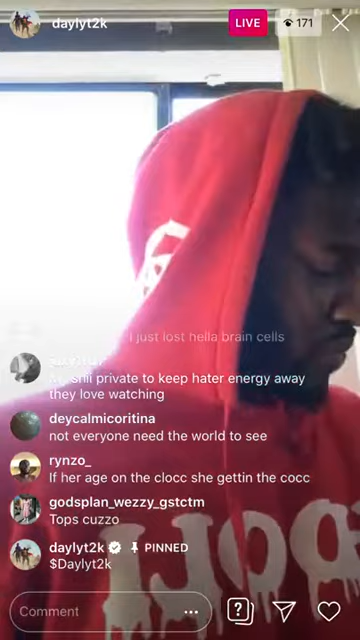 daylyt2k
LIVE
171
I just lost hella brain cells
shii private to keep hater energy away
they love watching
deycalmicoritina
not everyone need the world to see
rynzo_
If her age on the clocc she gettin the cocc
godsplan_wezzy_gstctm
Tops cuzzo
daylyt2k PINNED
$Daylyt2k
Comment